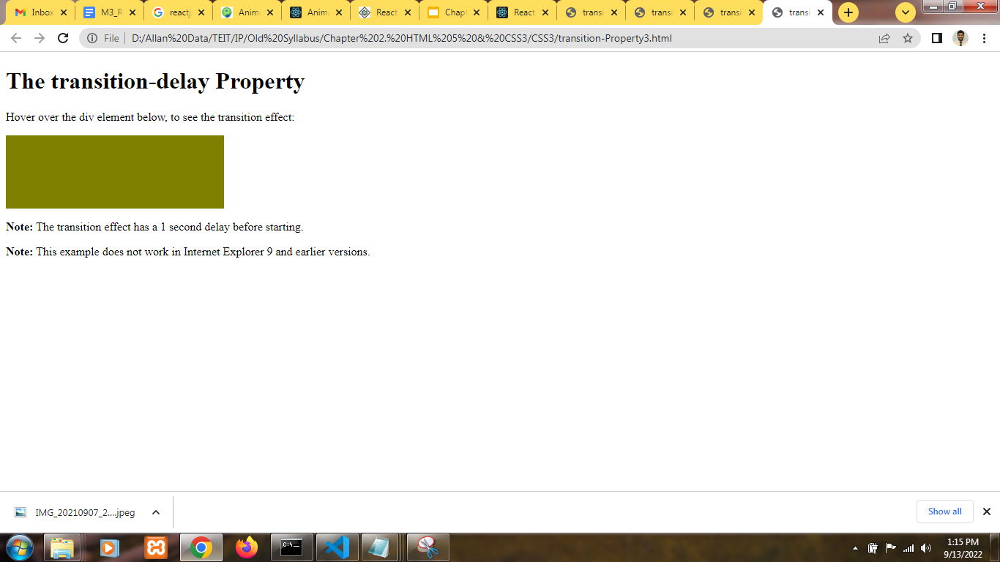 Inbox M3_R reactj Anima Anima React Chapt React transi transi transi transi
File D:/Allan%20Data/TEIT/IP/Old%20Syllabus/Chapter%202.%20HTML%205%20&%20CSS3/CSS3/transition-Property3.html
The transition-delay Property
Hover over the div element below, to see the transition effect:
Note: The transition effect has a 1 second delay before starting.
Note: This example does not work in Internet Explorer 9 and earlier versions.
IMG_20210907_2....jpeg Show all
C:\_
1:15 PM
9/13/2022